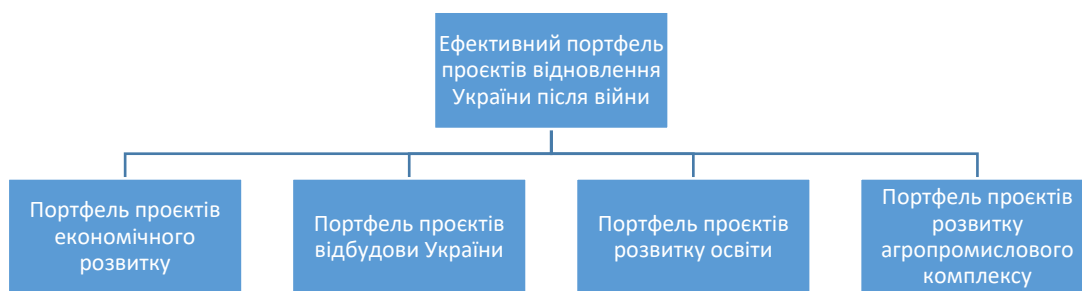 Ефективний портфель
проєктів відновлення
України після війни
Портфель проєктів
економічного
розвитку
Портфель проєктів
відбудови України
Портфель проєктів
розвитку освіти
Портфель проєктів
розвитку
агропромислового
комплексу